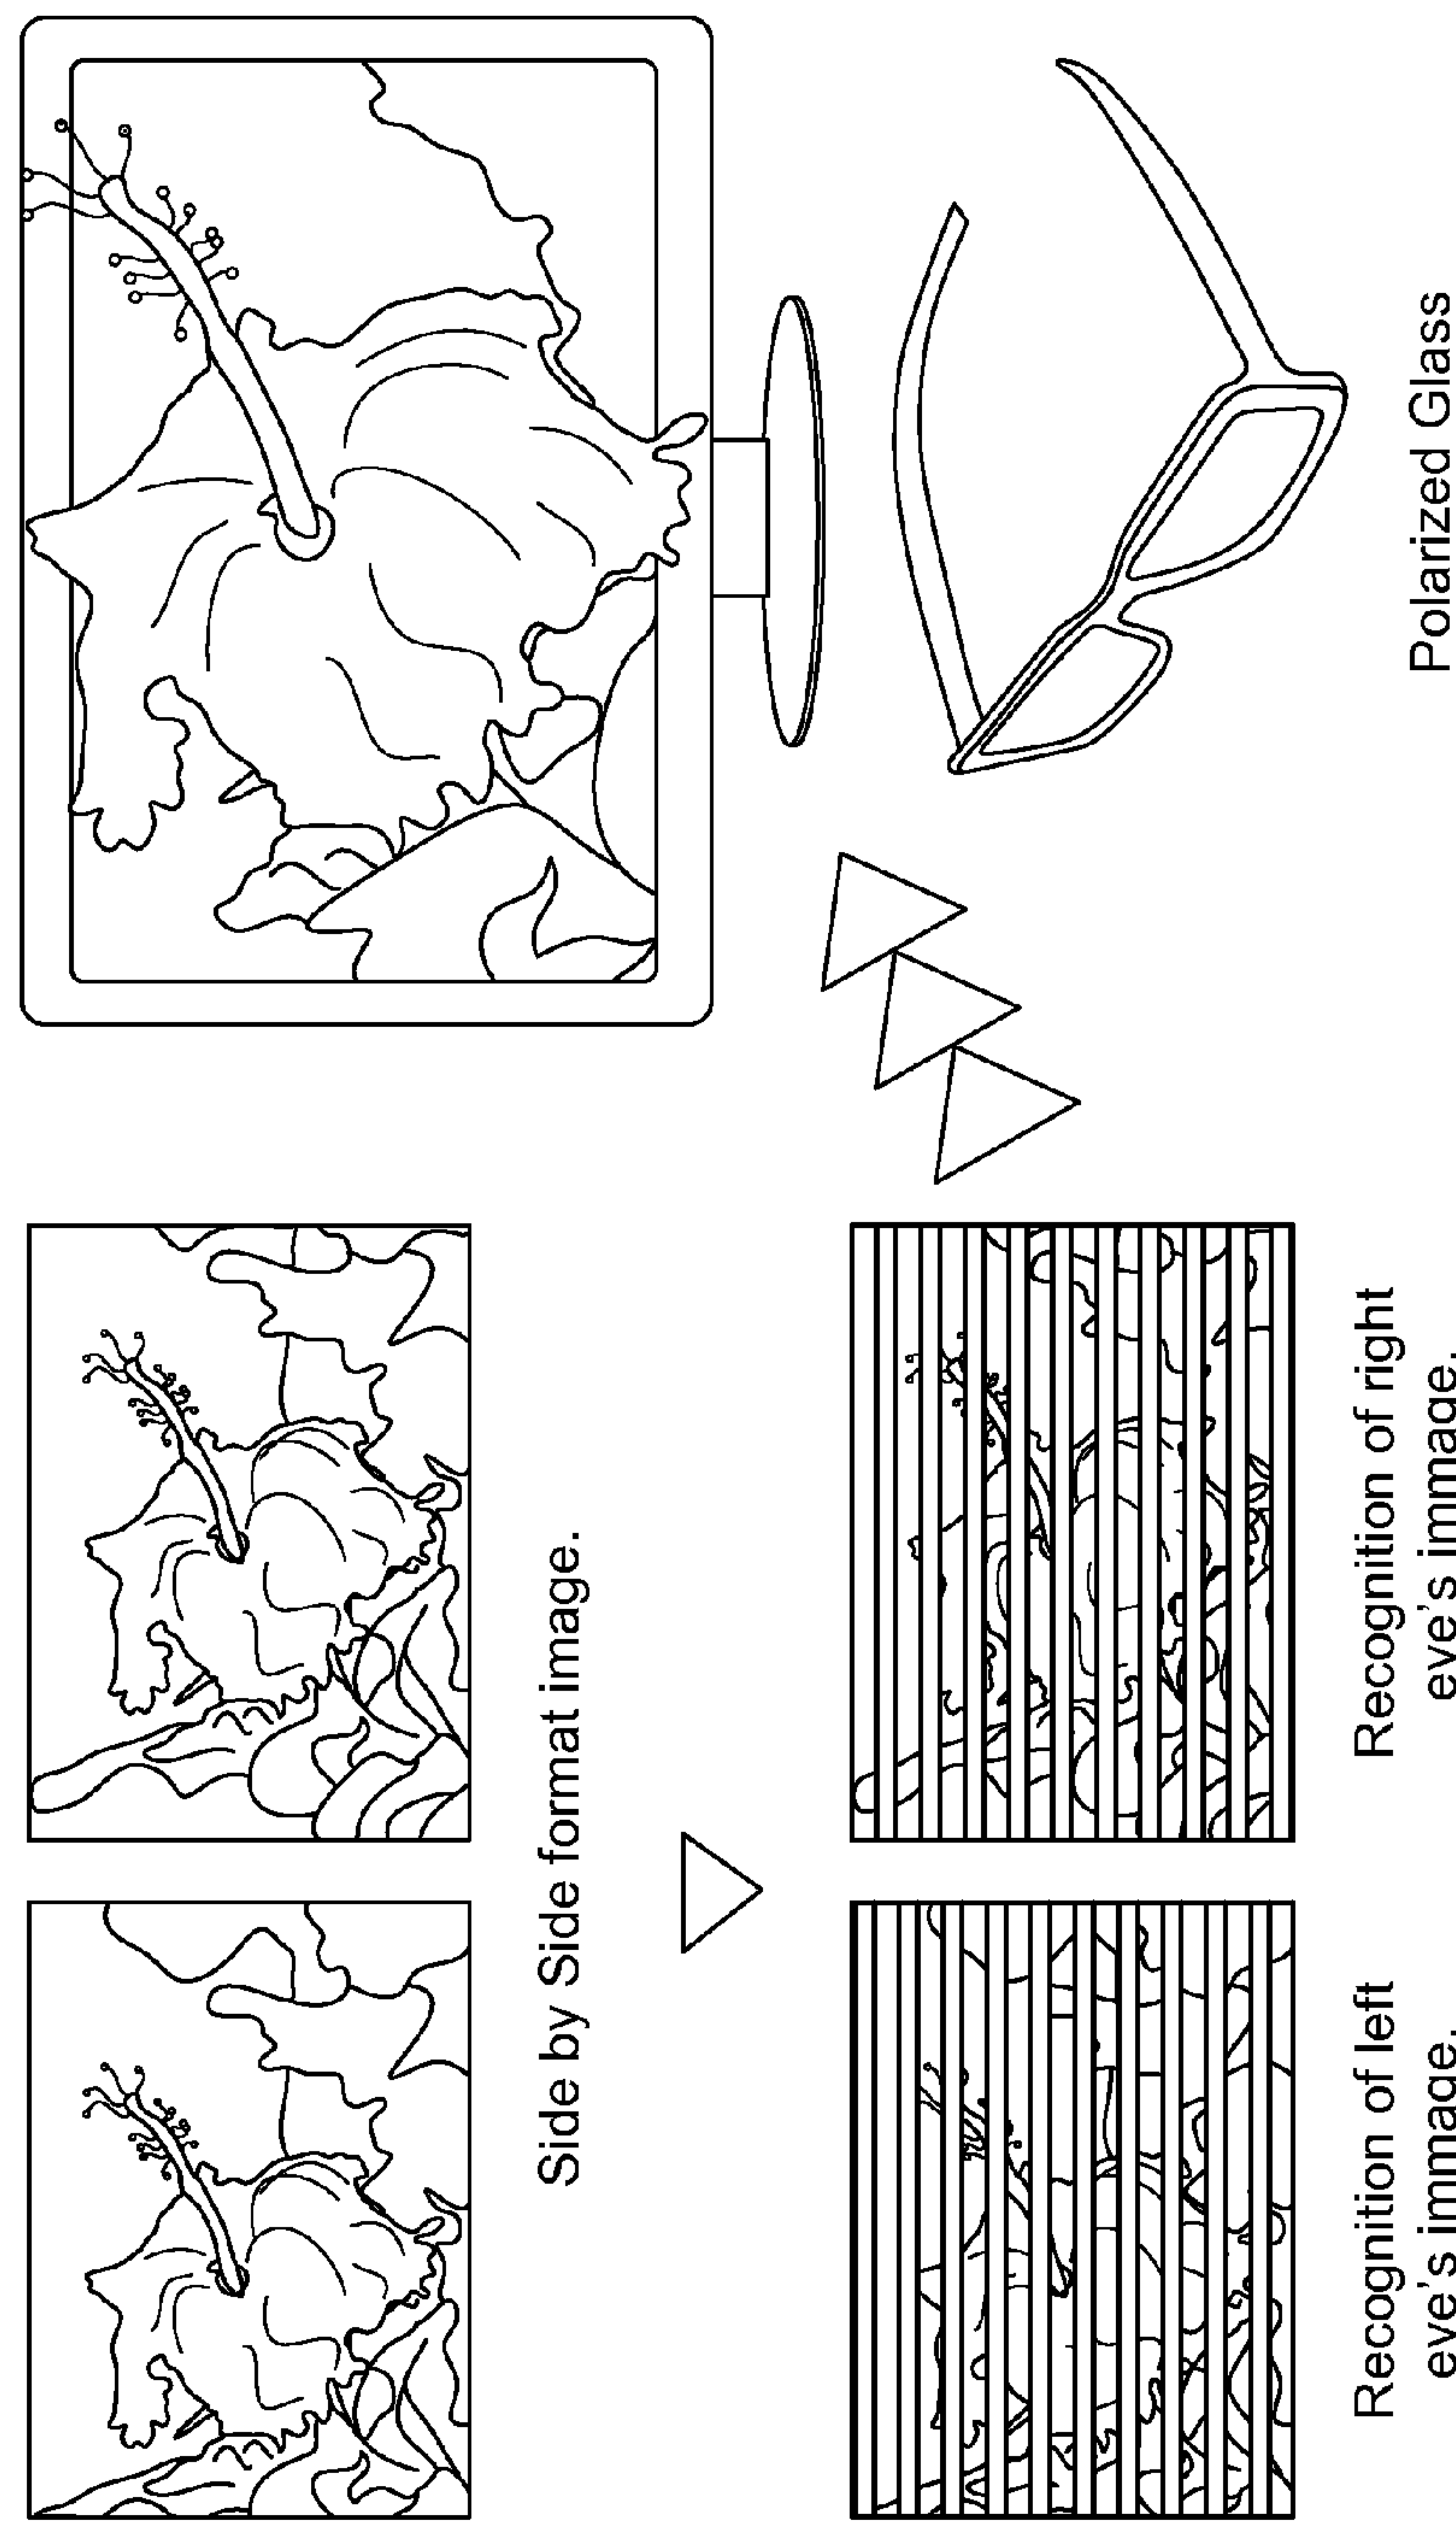 Side by Side format image.
Recognition of left
eye's immage.
Recognition of right
eye's immage.
Polarized Glass